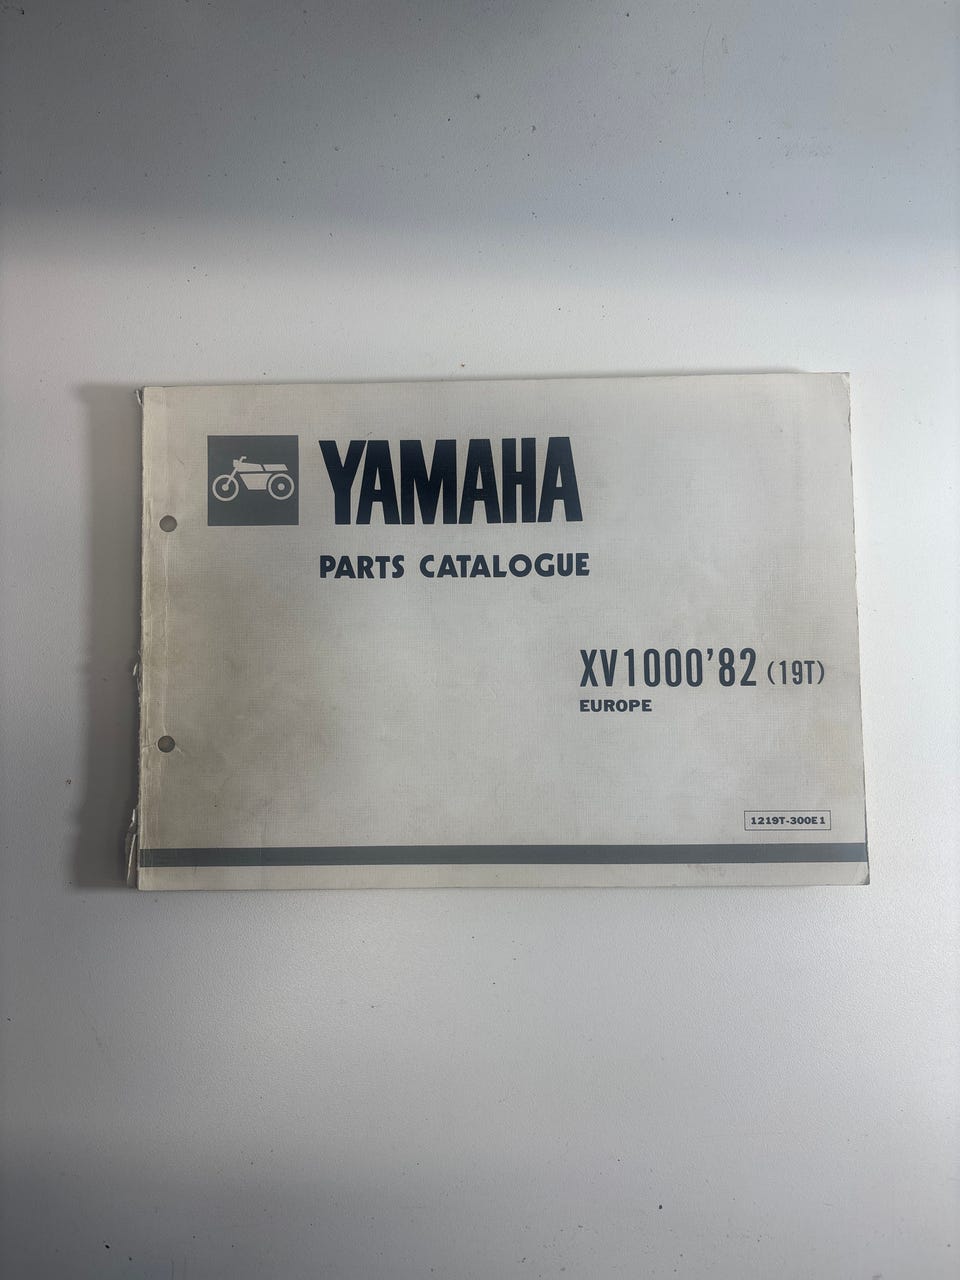 YAMAHA
PARTS CATALOGUE
XV1000'82 (19T)
EUROPE
1219T-300E1